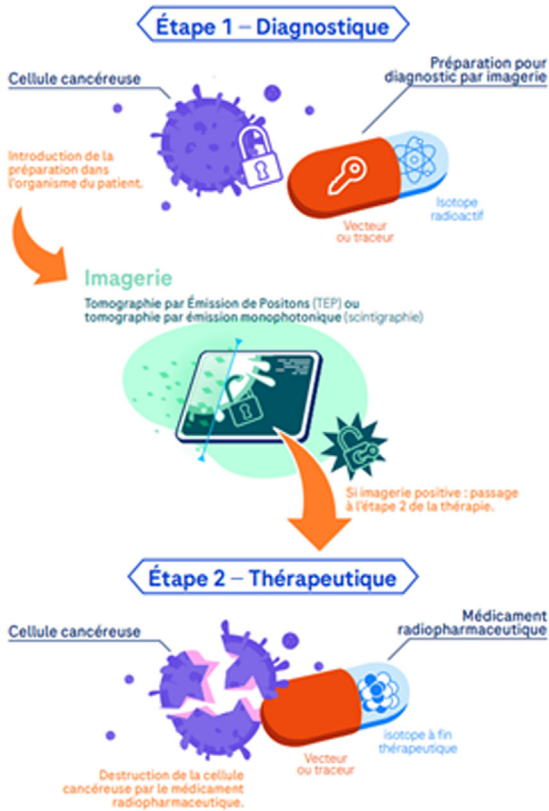 Étape 1 – Diagnostique
Cellule cancéreuse
Préparation pour
diagnostic par imagerie
Introduction de la
préparation dans
l'organisme du patient.
Isotope
radioactif
Vecteur
ou traceur
Imagerie
Tomographie par Émission de Positons (TEP) ou
tomographie par émission monophotonique (scintigraphie)
Si imagerie positive : passage
à l'étape 2 de la thérapie.
Étape 2 – Thérapeutique
Cellule cancéreuse
Médicament
radiopharmaceutique
isotope à fin
thérapeutique
Vecteur
ou traceur
Destruction de la cellule
cancéreuse par le médicament
radiopharmaceutique.